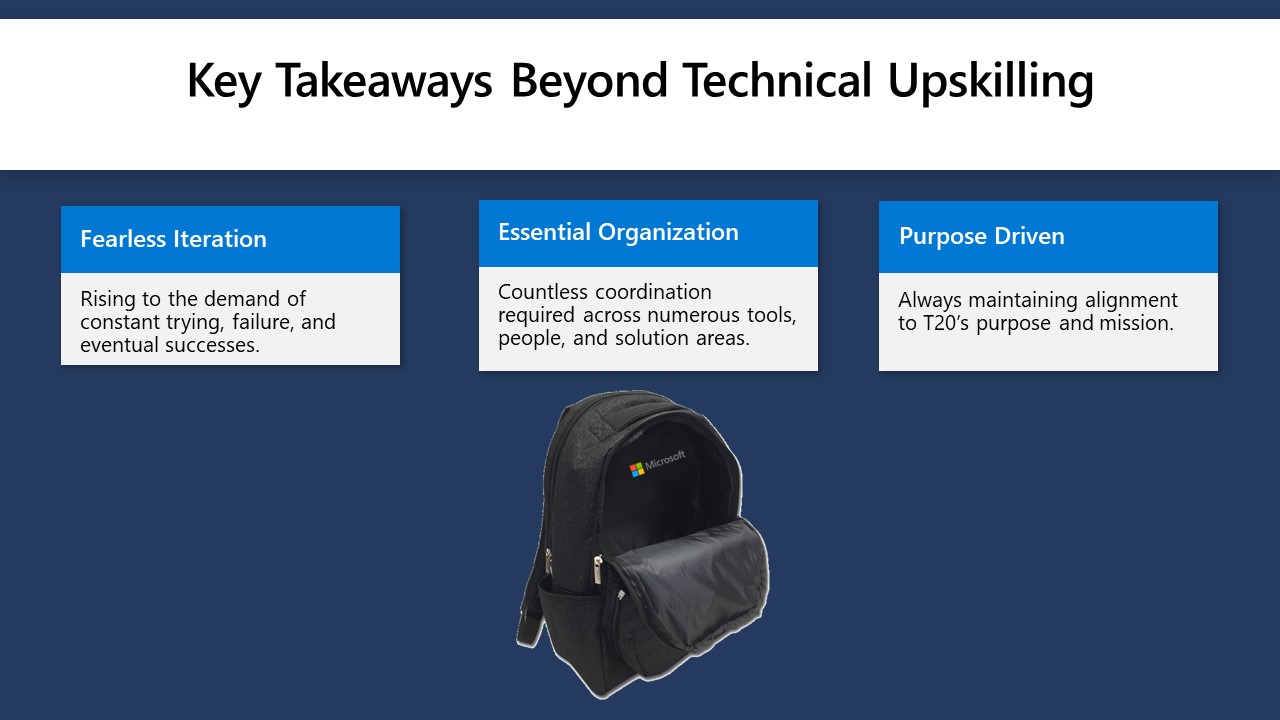 Key Takeaways Beyond Technical Upskilling
Fearless Iteration
Rising to the demand of
constant trying, failure, and
eventual successes.
Essential Organization
Countless coordination
required across numerous tools,
people, and solution areas.
Purpose Driven
Always maintaining alignment
to T20’s purpose and mission.
Microsoft